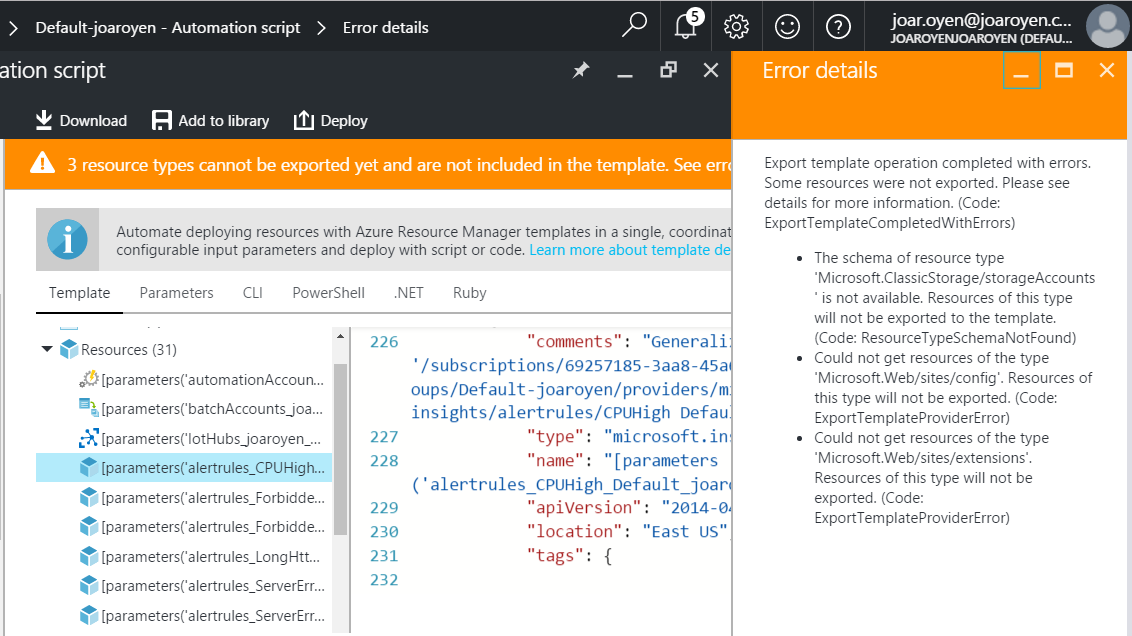 Default-joaroyen - Automation script
Error details
5
joar.oyen@joaroyen.c...
JOAROYENJOAROYEN (DEFAU...
ation script
Download
Add to library
Deploy
3 resource types cannot be exported yet and are not included in the template. See erro
Automate deploying resources with Azure Resource Manager templates in a single, coordinat
configurable input parameters and deploy with script or code. Learn more about template de
Template
Parameters
CLI
PowerShell
.NET
Ruby
Resources (31)
[parameters('automationAccoun...
[parameters('batchAccounts_joa...
[parameters('IotHubs_joaroyen_...
[parameters('alertrules_CPUHigh...
[parameters('alertrules_Forbidde...
[parameters('alertrules_Forbidde...
[parameters('alertrules_LongHtt...
[parameters('alertrules_ServerErr...
[parameters('alertrules_ServerErr...
226 "comments": "Generaliz
'/subscriptions/69257185-3aa8-45a6
oups/Default-joaroyen/providers/mi
insights/alertrules/CPUHigh Defau
227 "type": "microsoft.ins
228 "name": "[parameters
('alertrules_CPUHigh_Default_joaro
229 "apiVersion": "2014-04
230 "location": "East US",
231 "tags": {
232
Error details
Export template operation completed with errors.
Some resources were not exported. Please see
details for more information. (Code:
ExportTemplateCompletedWithErrors)
• The schema of resource type
'Microsoft.ClassicStorage/storageAccounts
' is not available. Resources of this type
will not be exported to the template.
(Code: ResourceTypeSchemaNotFound)
• Could not get resources of the type
'Microsoft.Web/sites/config'. Resources of
this type will not be exported. (Code:
ExportTemplateProviderError)
• Could not get resources of the type
'Microsoft.Web/sites/extensions'.
Resources of this type will not be
exported. (Code:
ExportTemplateProviderError)